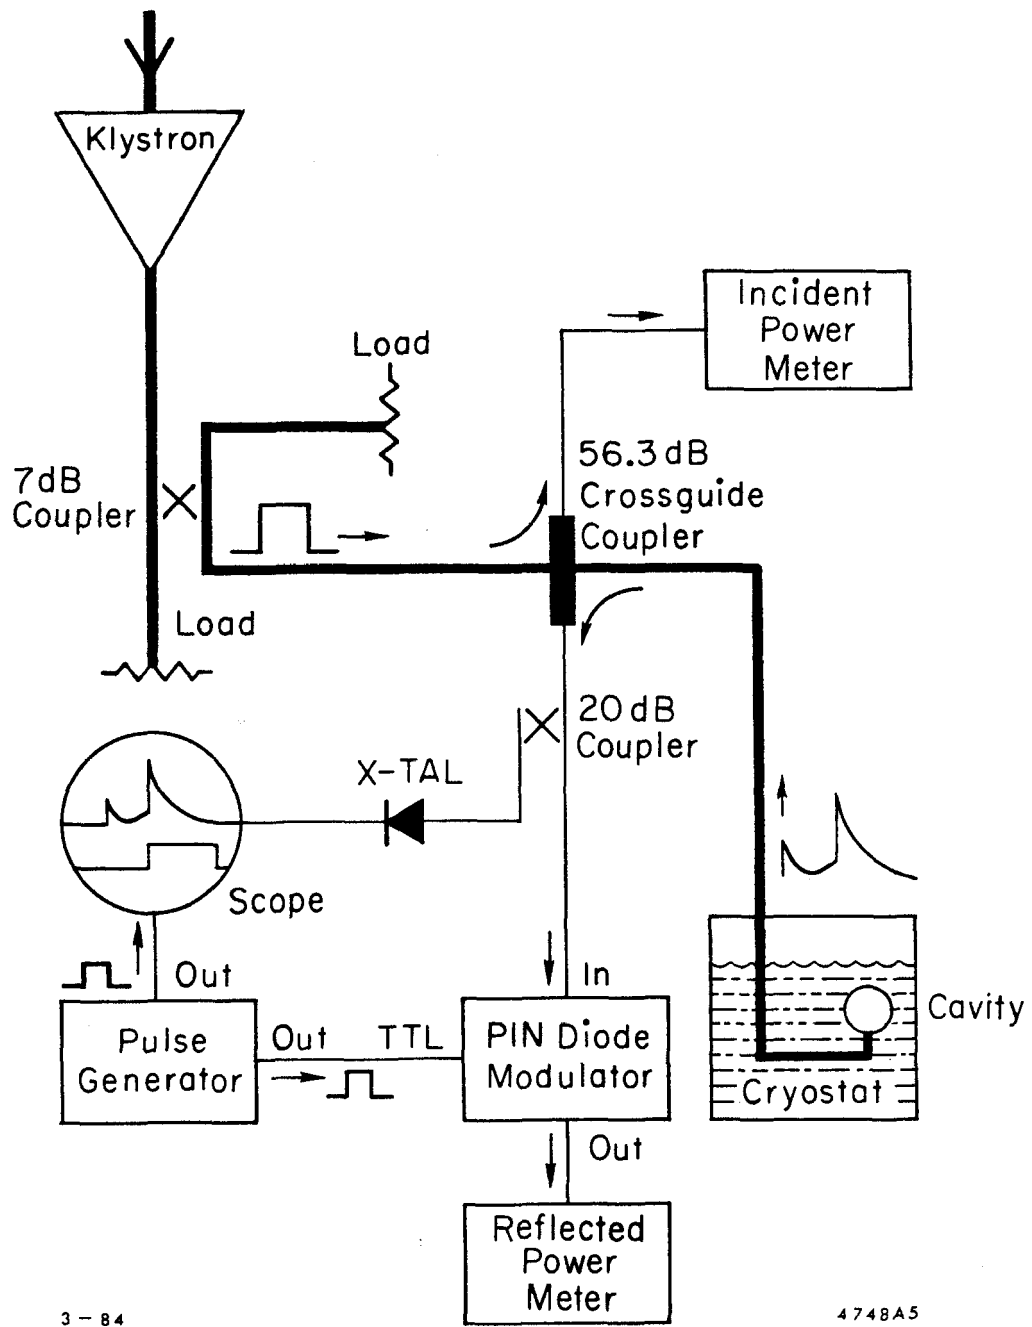 Klystron
Incident
Power
Meter
Load
7dB
Coupler
56.3 dB
Crossguide
Coupler
Load
20 dB
Coupler
X-TAL
Scope
Out
In
Cavity
Pulse
Generator
Out TTL
PIN Diode
Modulator
Cryostat
Out
Reflected
Power
Meter
3 - 84
4748A5